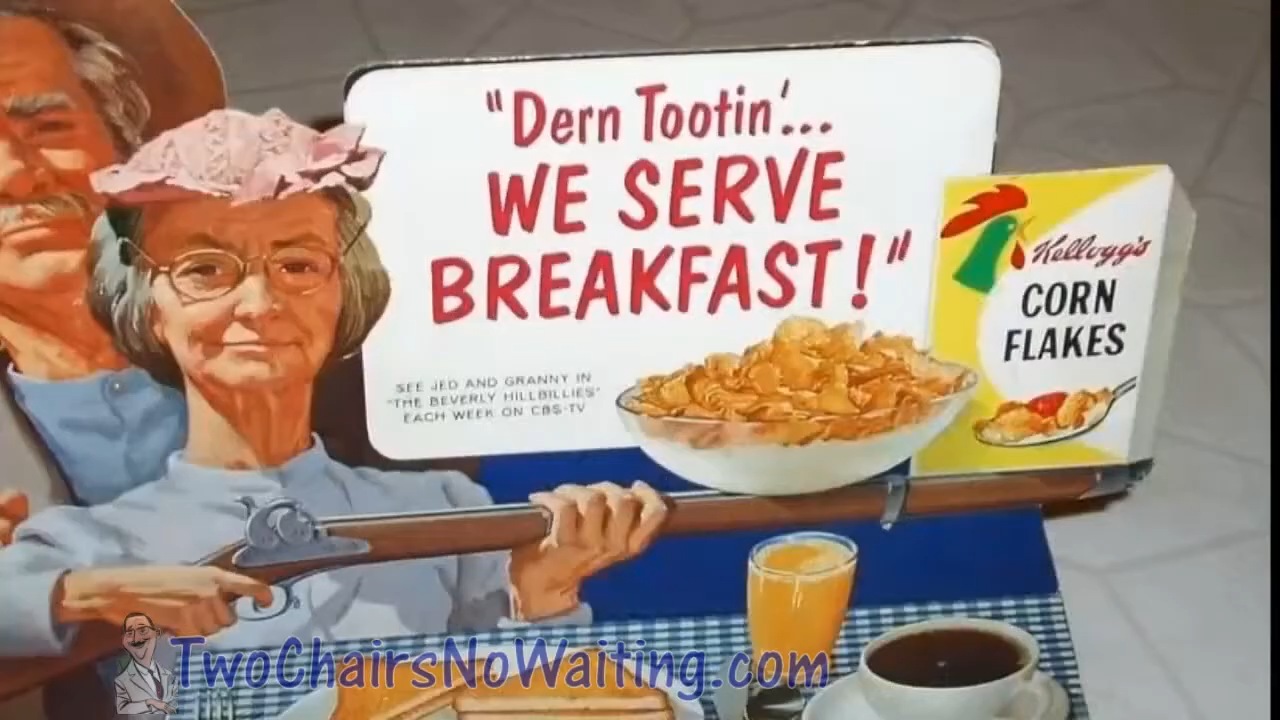 "Dern Tootin'...
WE SERVE
BREAKFAST!"
SEE JED AND GRANNY IN
"THE BEVERLY HILLBILLIES"
EACH WEEK ON CBS-TV
Kellogg's
CORN
FLAKES
TwoChairsNoWaiting.com